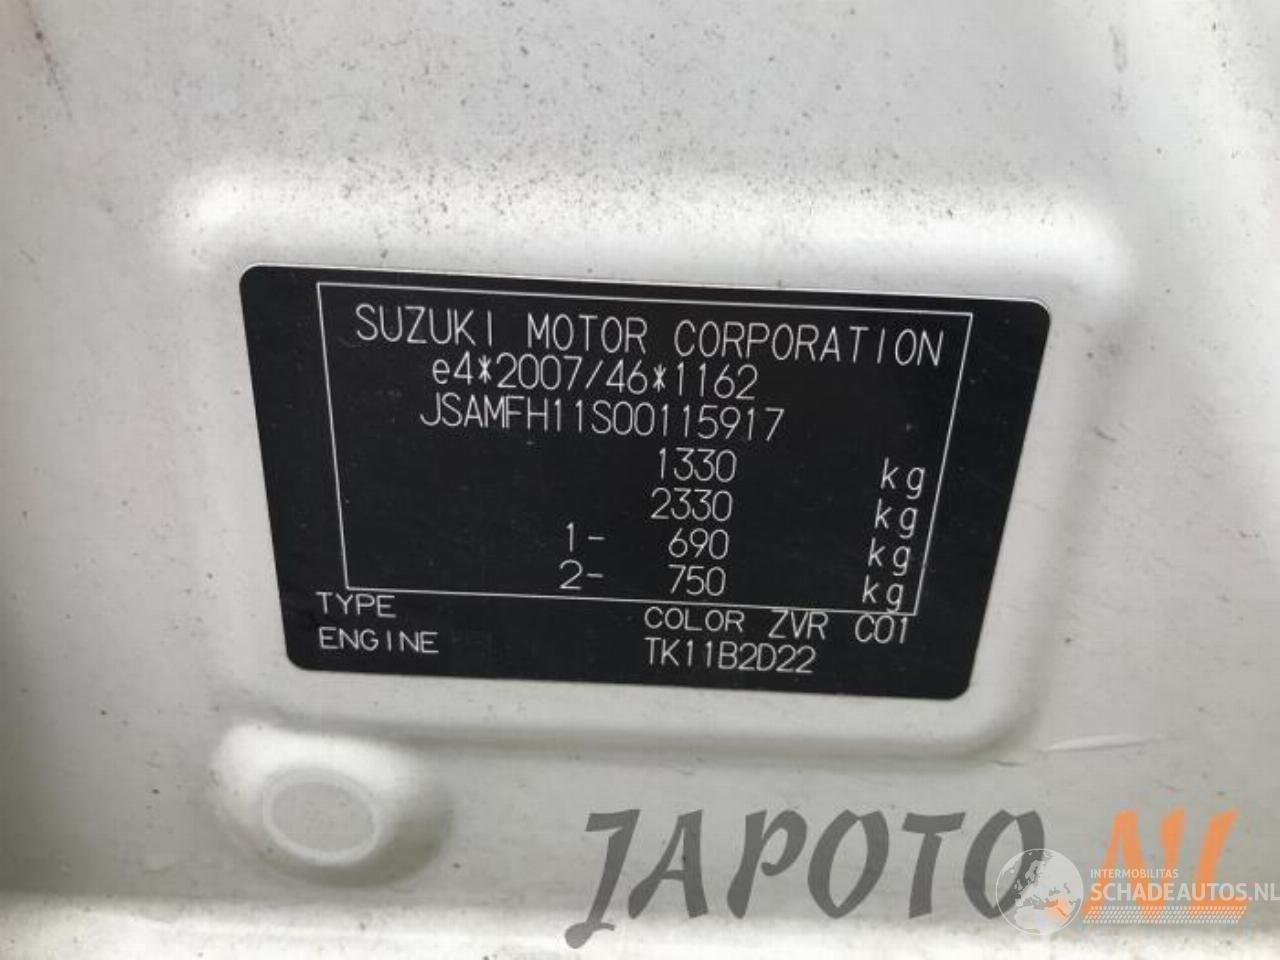 SUZUKI MOTOR CORPORATION
e4*2007/46*1162
JSAMFH11S00115917
1330 kg
2330 kg
1- 690 kg
2- 750 kg
TYPE COLOR ZVR C01
ENGINE TK11B2D22
JAPOTO.NL
INTERMOBILITAS
SCHADEAUTOS.NL